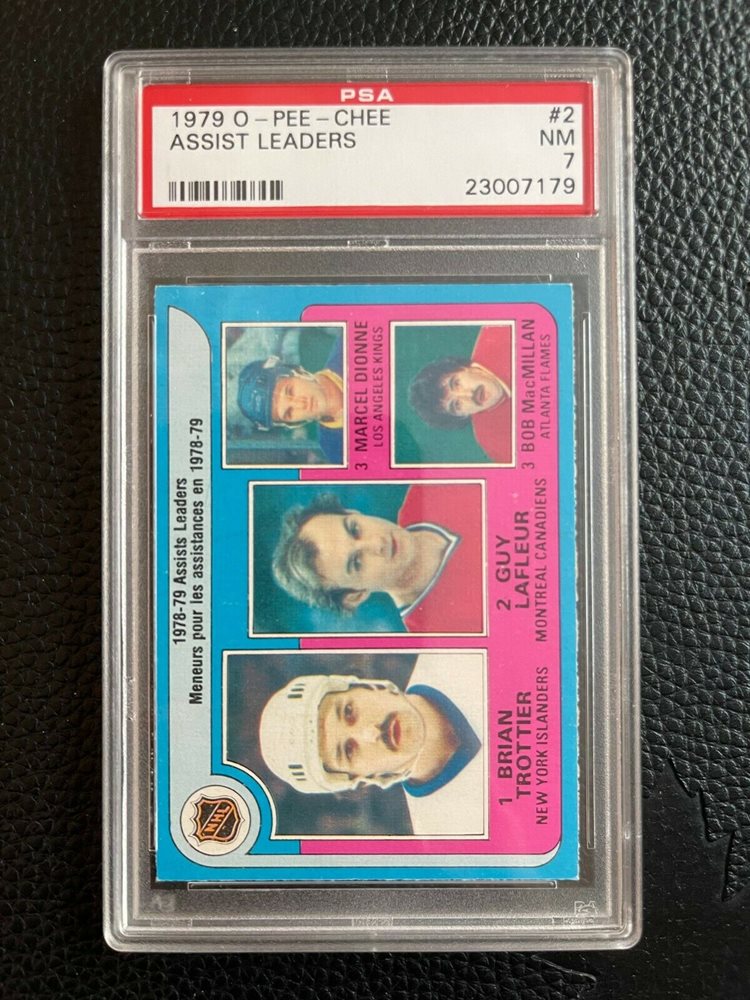 PSA
1979 O-PEE-CHEE #2
ASSIST LEADERS NM
7
23007179
1978-79 Assists Leaders
Meneurs pour les assistances en 1978-79
NHL
1 BRIAN
TROTTIER
NEW YORK ISLANDERS
2 GUY
LAFLEUR
MONTREAL CANADIENS
3 MARCEL DIONNE
LOS ANGELES KINGS
3 BOB MacMILLAN
ATLANTA FLAMES